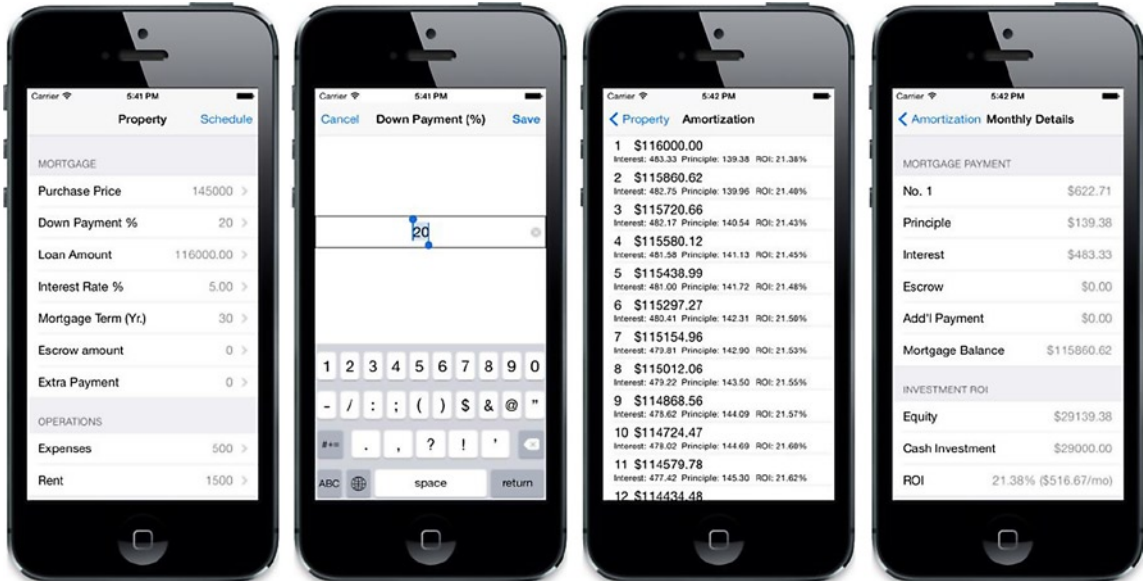 Carrier 5:41 PM
Property Schedule
MORTGAGE
Purchase Price 145000
Down Payment % 20
Loan Amount 116000.00
Interest Rate % 5.00
Mortgage Term (Yr.) 30
Escrow amount 0
Extra Payment 0
OPERATIONS
Expenses 500
Rent 1500
Carrier 5:41 PM
Cancel Down Payment (%) Save
20
1 2 3 4 5 6 7 8 9 0
- / : ; ( ) $ & @ "
#+= . , ? ! '
ABC space return
Carrier 5:42 PM
Property Amortization
1 $116000.00
Interest: 483.33 Principle: 139.38 ROI: 21.38%
2 $115860.62
Interest: 482.75 Principle: 139.96 ROI: 21.40%
3 $115720.66
Interest: 482.17 Principle: 140.54 ROI: 21.43%
4 $115580.12
Interest: 481.58 Principle: 141.13 ROI: 21.45%
5 $115438.99
Interest: 481.00 Principle: 141.72 ROI: 21.48%
6 $115297.27
Interest: 480.41 Principle: 142.31 ROI: 21.50%
7 $115154.96
Interest: 479.81 Principle: 142.90 ROI: 21.53%
8 $115012.06
Interest: 479.22 Principle: 143.50 ROI: 21.55%
9 $114868.56
Interest: 478.62 Principle: 144.09 ROI: 21.57%
10 $114724.47
Interest: 478.02 Principle: 144.69 ROI: 21.60%
11 $114579.78
Interest: 477.42 Principle: 145.30 ROI: 21.62%
12 $114434.48
Carrier 5:42 PM
Amortization Monthly Details
MORTGAGE PAYMENT
No. 1 $622.71
Principle $139.38
Interest $483.33
Escrow $0.00
Add'l Payment $0.00
Mortgage Balance $115860.62
INVESTMENT ROI
Equity $29139.38
Cash Investment $29000.00
ROI 21.38% ($516.67/mo)